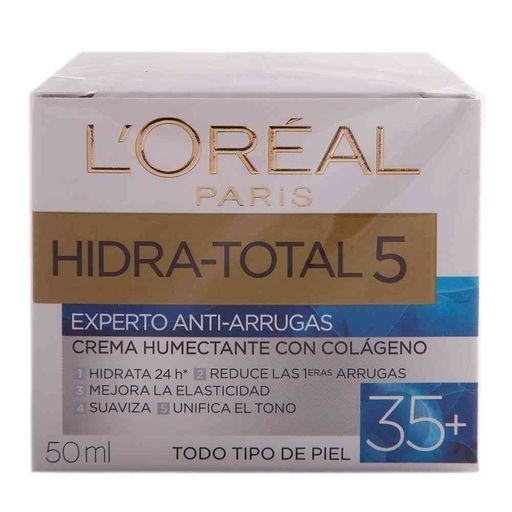 L'ORÉAL
PARIS
HIDRA-TOTAL 5
EXPERTO ANTI-ARRUGAS
CREMA HUMECTANTE CON COLÁGENO
1 HIDRATA 24 h* 2 REDUCE LAS 1ERAS ARRUGAS
3 MEJORA LA ELASTICIDAD
4 SUAVIZA 5 UNIFICA EL TONO
35+
50 ml
TODO TIPO DE PIEL